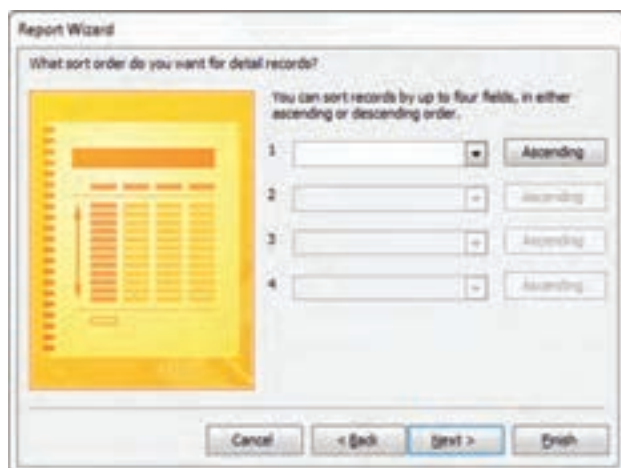 Report Wizard
What sort order do you want for detail records?
You can sort records by up to four fields, in either
ascending or descending order.
1 Ascending
2 Ascending
3 Ascending
4 Ascending
Cancel < Back Next > Finish